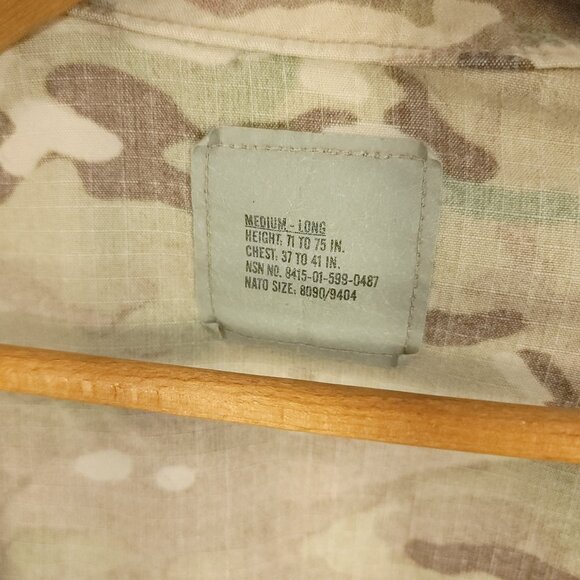 MEDIUM - LONG
HEIGHT: 71 TO 75 IN.
CHEST: 37 TO 41 IN.
NSN NO. 8415-01-599-0487
NATO SIZE: 8090/9404